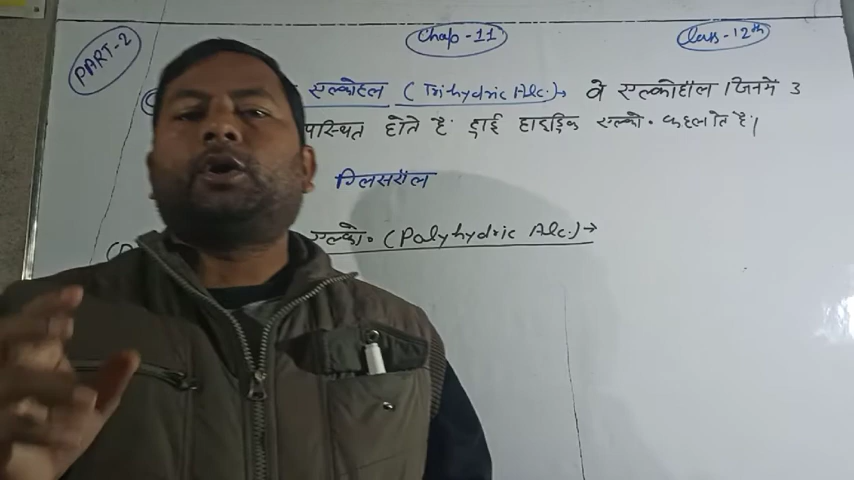 PART-2 Chap-11 Class-12th
एल्कोहल (Trihydric Alc.)→ वे एल्कोहॉल जिनमें 3
पस्थित होते है ट्राई हाइड्रिक एल्को. कहलाते है।
ग्लिसरॉल
एल्को. (Polyhydric Alc.)→